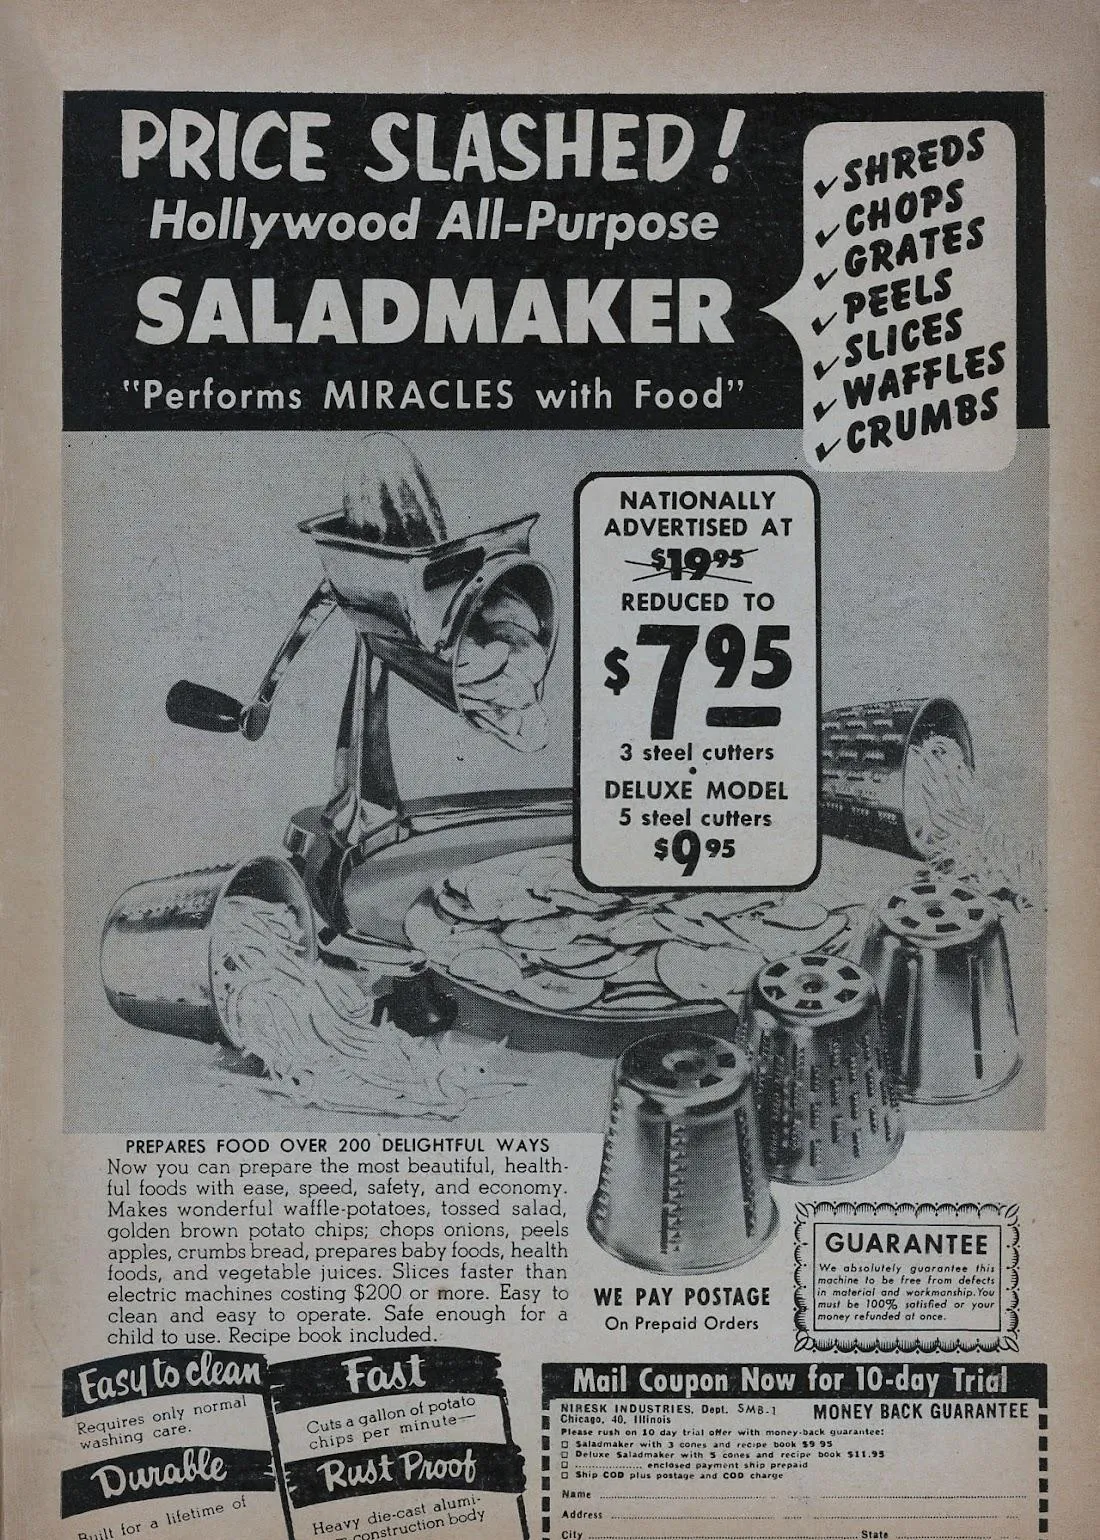 PRICE SLASHED!
Hollywood All-Purpose
SALADMAKER
"Performs MIRACLES with Food"
✓SHREDS
✓CHOPS
✓GRATES
✓PEELS
✓SLICES
✓WAFFLES
✓CRUMBS
NATIONALLY
ADVERTISED AT
$19.95
REDUCED TO
$7.95
3 steel cutters
•
DELUXE MODEL
5 steel cutters
$9.95
PREPARES FOOD OVER 200 DELIGHTFUL WAYS
Now you can prepare the most beautiful, health-
ful foods with ease, speed, safety, and economy.
Makes wonderful waffle-potatoes, tossed salad,
golden brown potato chips; chops onions, peels
apples, crumbs bread, prepares baby foods, health
foods, and vegetable juices. Slices faster than
electric machines costing $200 or more. Easy to
clean and easy to operate. Safe enough for a
child to use. Recipe book included.
WE PAY POSTAGE
On Prepaid Orders
GUARANTEE
We absolutely guarantee this
machine to be free from defects
in material and workmanship. You
must be 100% satisfied or your
money refunded at once.
Easy to clean
Requires only normal
washing care.
Fast
Cuts a gallon of potato
chips per minute—
Durable
Built for a lifetime of
Rust Proof
Heavy die-cast alumi-
construction body
Mail Coupon Now for 10-day Trial
NIRESK INDUSTRIES, Dept. SMB-1
Chicago, 40, Illinois
MONEY BACK GUARANTEE
Please rush on 10 day trial offer with money-back guarantee:
□ Saladmaker with 3 cones and recipe book $9.95
□ Deluxe Saladmaker with 5 cones and recipe book $11.95
□ .................. enclosed payment ship prepaid
□ Ship COD plus postage and COD charge
Name
Address
City State